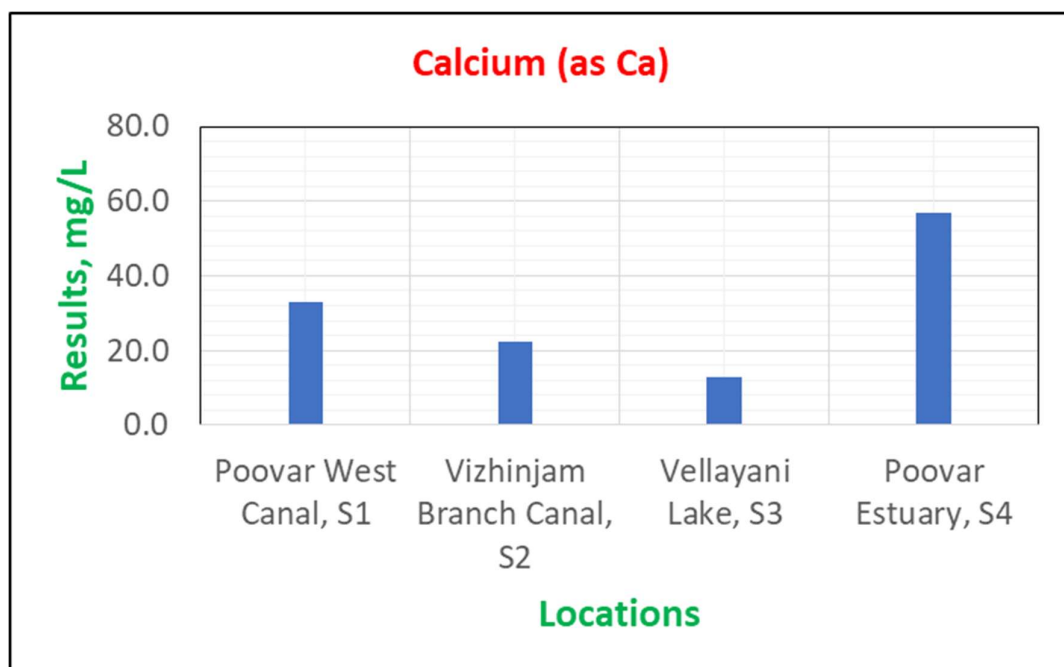 Calcium (as Ca)
Results, mg/L
80.0
60.0
40.0
20.0
0.0
Poovar West
Canal, S1
Vizhinjam
Branch Canal,
S2
Vellayani
Lake, S3
Poovar
Estuary, S4
Locations